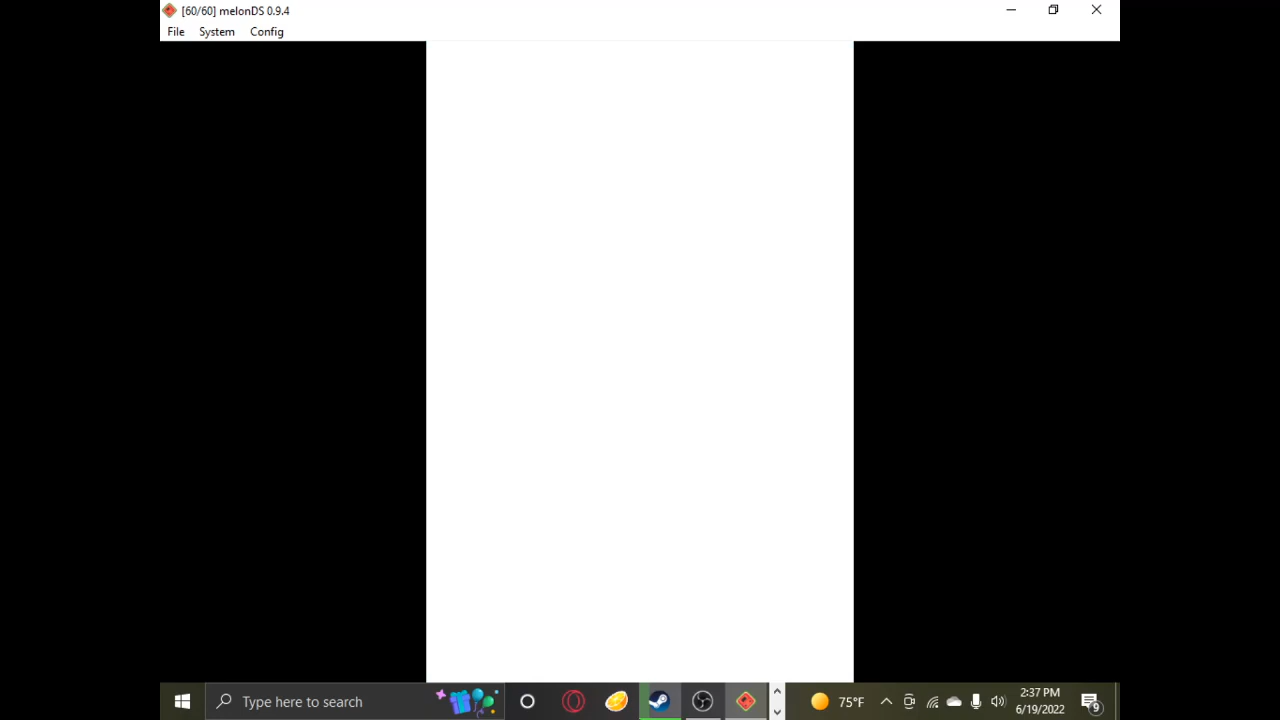 [60/60] melonDS 0.9.4
File System Config
Type here to search
75°F
2:37 PM
6/19/2022
9